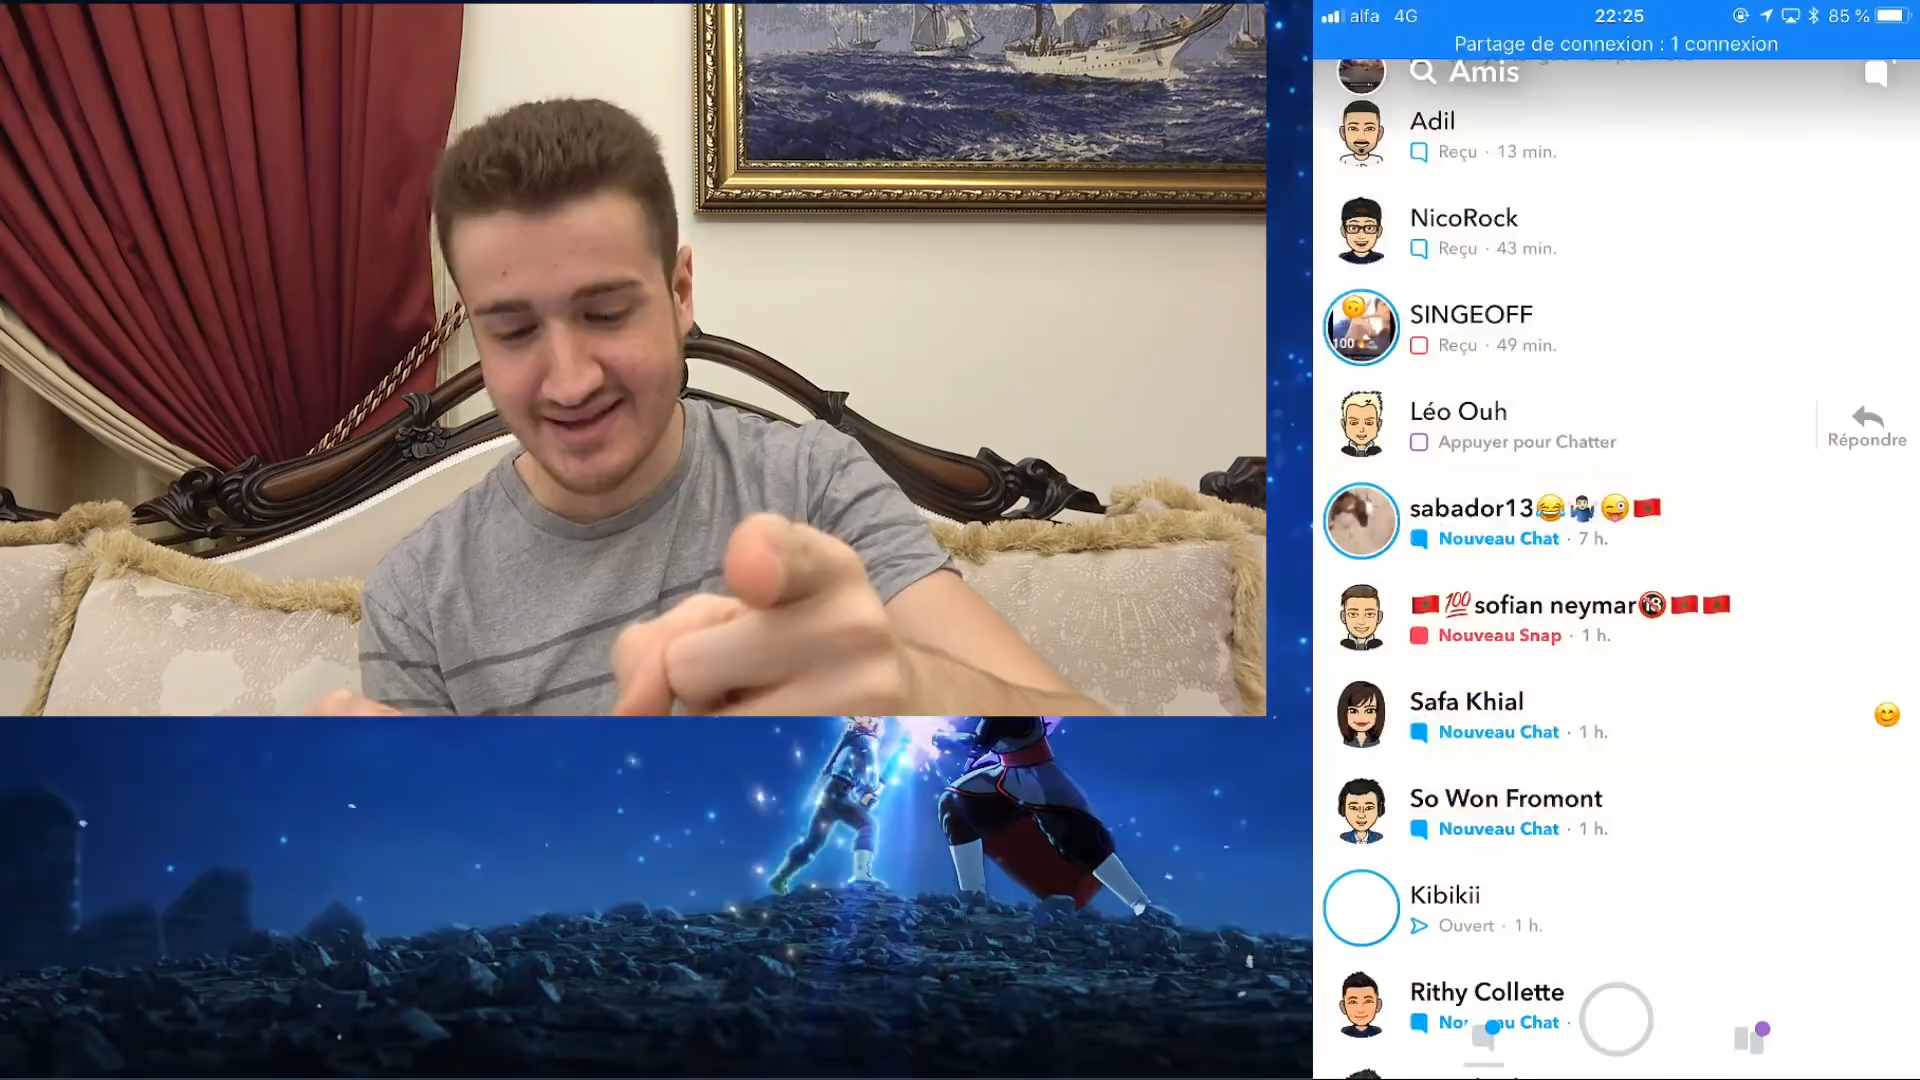 alfa 4G 22:25 85 %
Partage de connexion : 1 connexion
Amis
Adil
Reçu · 13 min.
NicoRock
Reçu · 43 min.
SINGEOFF
100
Reçu · 49 min.
Léo Ouh
Appuyer pour Chatter
Répondre
sabador13😂🤷🏻‍♂️😜🇲🇦
Nouveau Chat · 7 h.
🇲🇦💯sofian neymar🔞🇲🇦🇲🇦
Nouveau Snap · 1 h.
Safa Khial
Nouveau Chat · 1 h.
😊
So Won Fromont
Nouveau Chat · 1 h.
Kibikii
Ouvert · 1 h.
Rithy Collette
Nouveau Chat ·